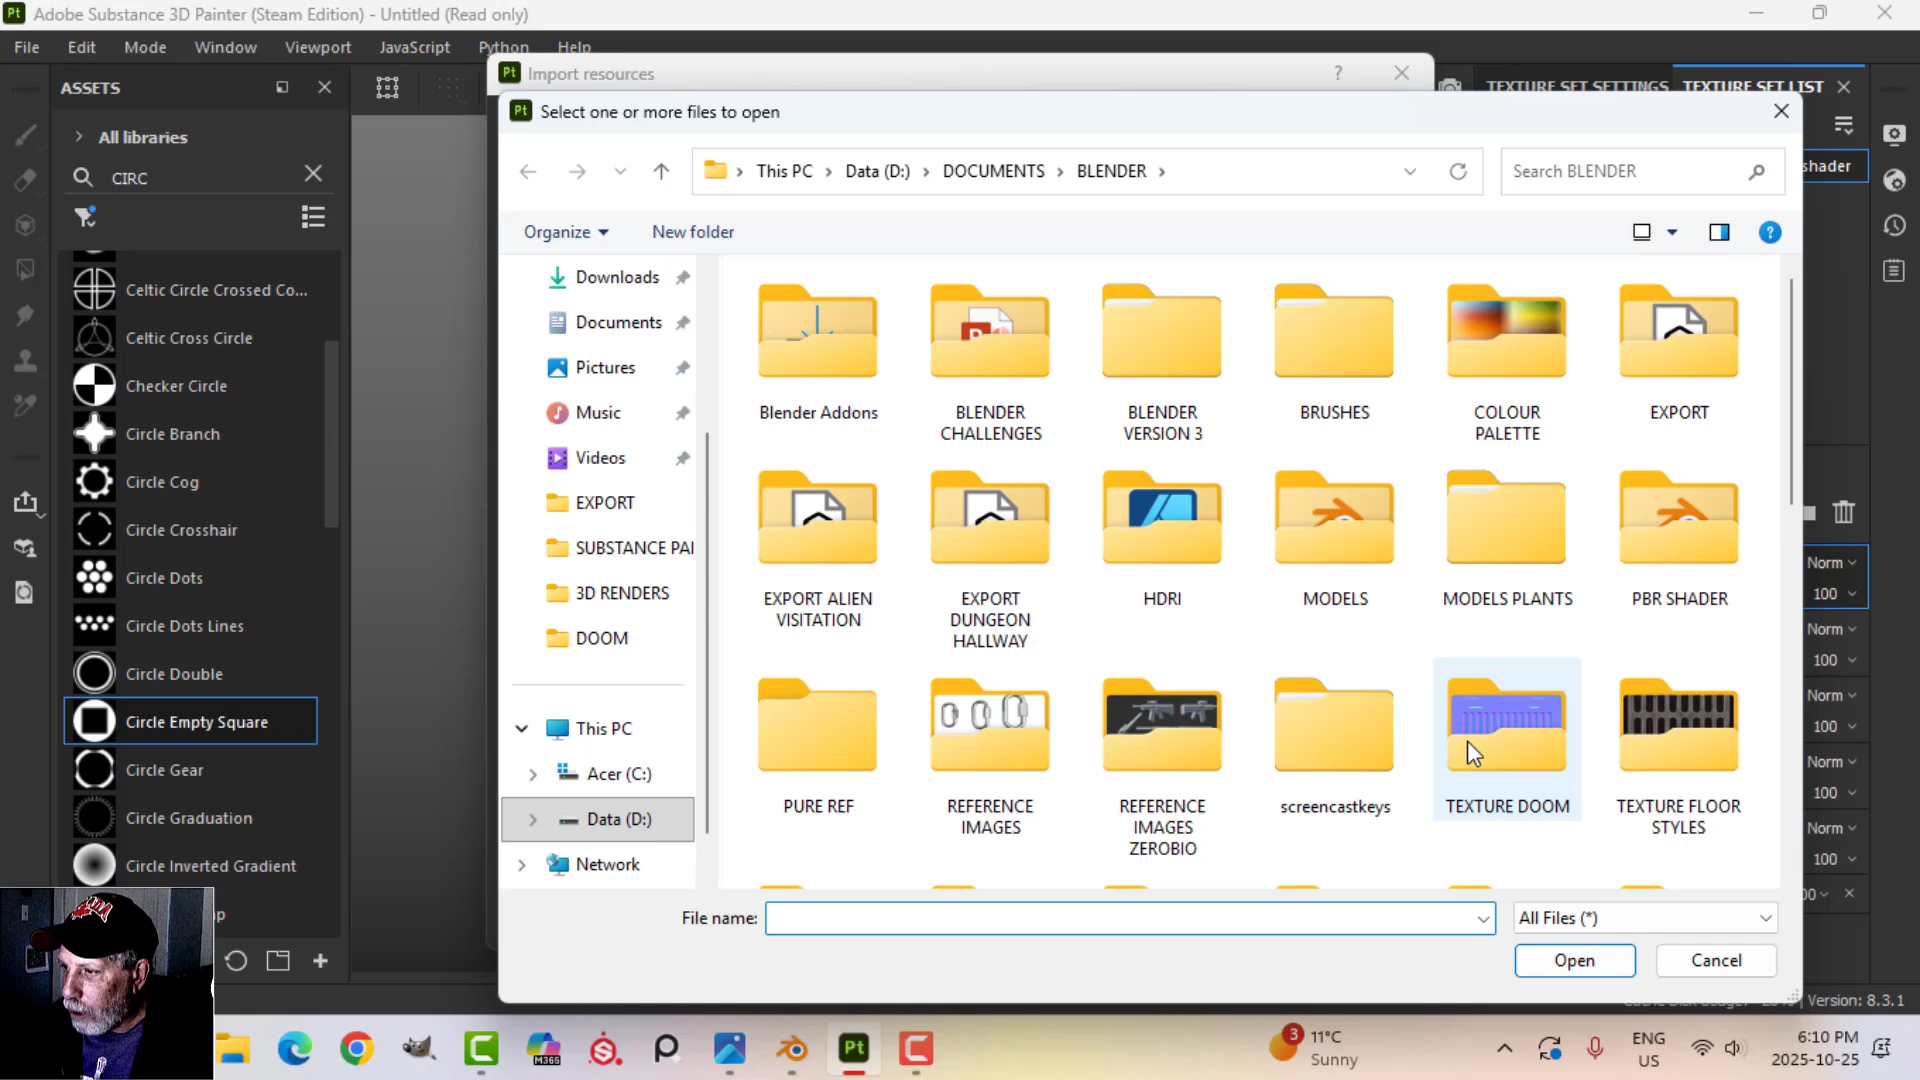 Pt Adobe Substance 3D Painter (Steam Edition) - Untitled (Read only)
File Edit Mode Window Viewport JavaScript Python Help
ASSETS
All libraries
CIRC
Celtic Circle Crossed Co...
Celtic Cross Circle
Checker Circle
Circle Branch
Circle Cog
Circle Crosshair
Circle Dots
Circle Dots Lines
Circle Double
Circle Empty Square
Circle Gear
Circle Graduation
Circle Inverted Gradient
Pt Import resources ?
Pt Select one or more files to open
This PC Data (D:) DOCUMENTS BLENDER
Search BLENDER
Organize New folder ?
Downloads
Documents
Pictures
Music
Videos
EXPORT
SUBSTANCE PAI
3D RENDERS
DOOM
This PC
Acer (C:)
Data (D:)
Network
Blender Addons
BLENDER CHALLENGES
BLENDER VERSION 3
BRUSHES
COLOUR PALETTE
EXPORT
EXPORT ALIEN VISITATION
EXPORT DUNGEON HALLWAY
HDRI
MODELS
MODELS PLANTS
PBR SHADER
PURE REF
REFERENCE IMAGES
REFERENCE IMAGES ZEROBIO
screencastkeys
TEXTURE DOOM
TEXTURE FLOOR STYLES
File name:
All Files (*)
Open Cancel
TEXTURE SET SETTINGS TEXTURE SET LIST
shader
Norm
100
Norm
100
Norm
100
Norm
100
Norm
100
Version: 8.3.1
M365
Pt
3
11°C
Sunny
ENG
US
6:10 PM
2025-10-25